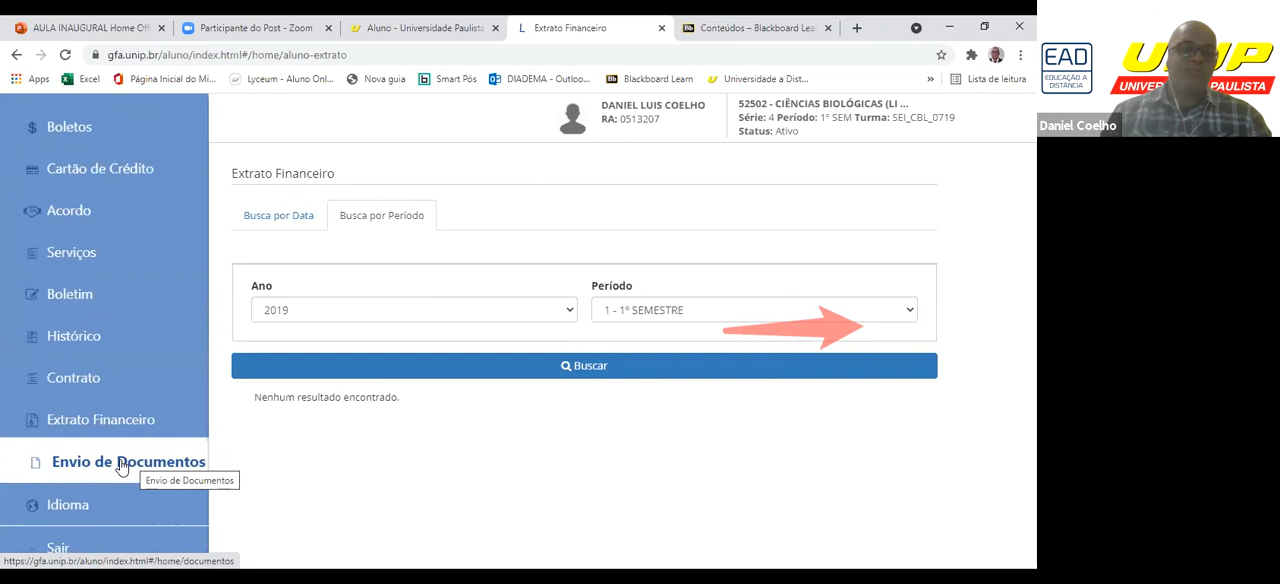 AULA INAUGURAL Home Offi
Participante do Post - Zoom
Aluno - Universidade Paulista
Extrato Financeiro
Conteúdos – Blackboard Lea
gfa.unip.br/aluno/index.html#/home/aluno-extrato
Apps
Excel
Página Inicial do Mi...
Lyceum - Aluno Onl...
Nova guia
Smart Pós
DIADEMA - Outloo...
Blackboard Learn
Universidade a Dist...
»
Lista de leitura
EAD
EDUCAÇÃO A
DISTÂNCIA
Daniel Coelho
Boletos
Cartão de Crédito
Acordo
Serviços
Boletim
Histórico
Contrato
Extrato Financeiro
Envio de Documentos
Envio de Documentos
Idioma
Sair
https://gfa.unip.br/aluno/index.html#/home/documentos
DANIEL LUIS COELHO
RA: 0513207
52502 - CIÊNCIAS BIOLÓGICAS (LI ...
Série: 4 Período: 1° SEM Turma: SEI_CBL_0719
Status: Ativo
Extrato Financeiro
Busca por Data
Busca por Período
Ano
2019
Período
1 - 1º SEMESTRE
Buscar
Nenhum resultado encontrado.